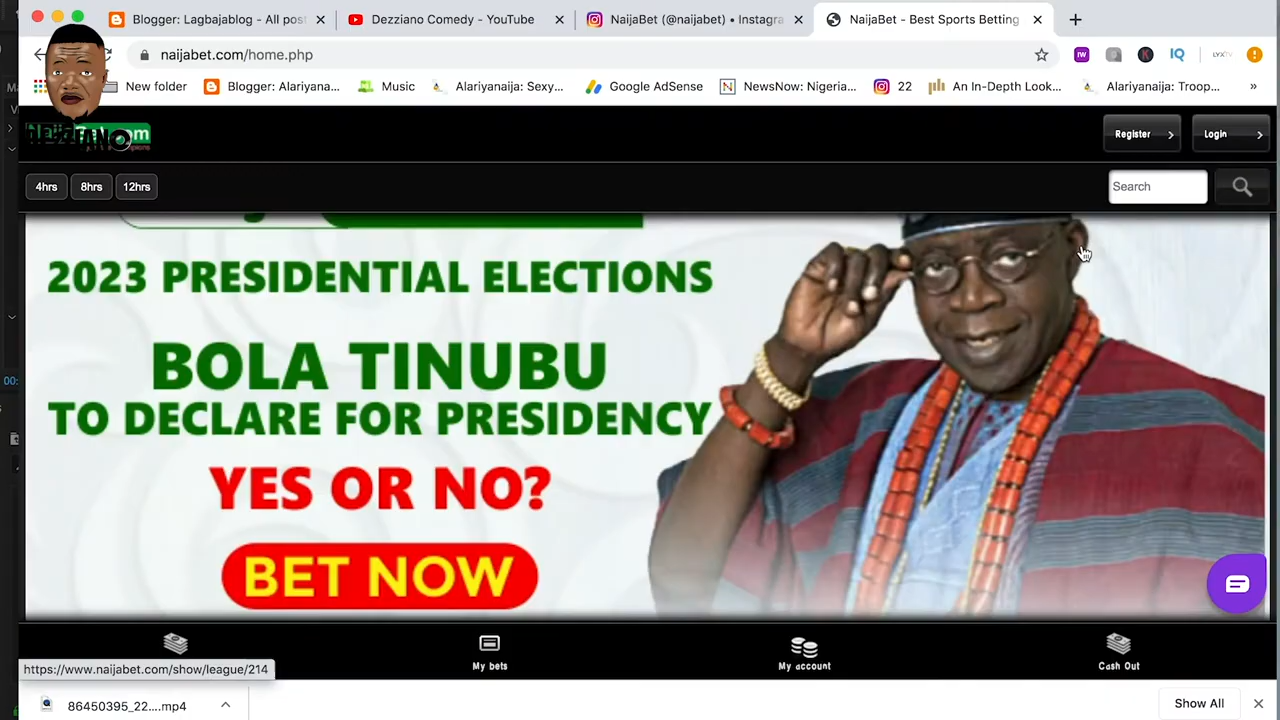 Blogger: Lagbajablog - All post
Dezziano Comedy - YouTube
NaijaBet (@naijabet) • Instagra
NaijaBet - Best Sports Betting
naijabet.com/home.php
IQ
New folder
Blogger: Alariyana...
Music
Alariyanaija: Sexy...
Google AdSense
NewsNow: Nigeria...
22
An In-Depth Look...
Alariyanaija: Troop...
Register
Login
4hrs
8hrs
12hrs
Search
2023 PRESIDENTIAL ELECTIONS
BOLA TINUBU
TO DECLARE FOR PRESIDENCY
YES OR NO?
BET NOW
My bets
My account
Cash Out
https://www.naijabet.com/show/league/214
86450395_22....mp4
Show All